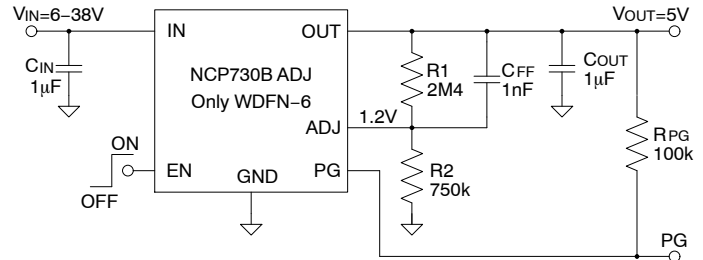 VIN=6–38V
IN
OUT
VOUT=5V
CIN
1μF
NCP730B ADJ
Only WDFN–6
R1
2M4
CFF
1nF
COUT
1μF
ADJ
1.2V
RPG
100k
ON
OFF
EN
GND
PG
R2
750k
PG